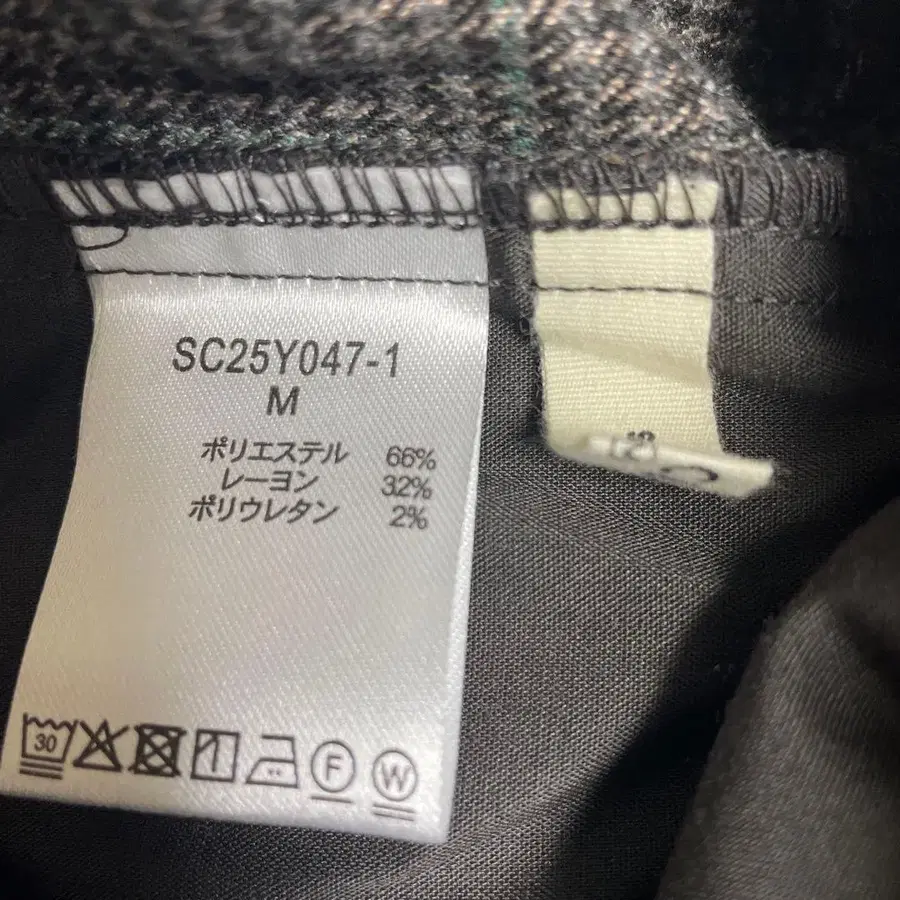 SC25Y047-1
M
ポリエステル 66%
レーヨン 32%
ポリウレタン 2%
30
F
W